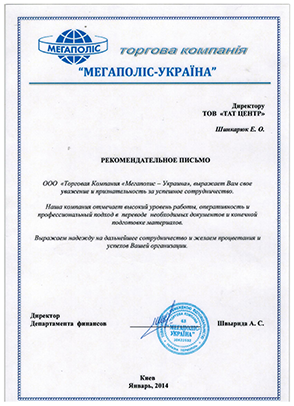 МЕГАПОЛІС
торгова компанія
"МЕГАПОЛІС-УКРАЇНА"
Директору
ТОВ «ТАТ ЦЕНТР»
Шинкарюк Е. О.
РЕКОМЕНДАТЕЛЬНОЕ ПИСЬМО
ООО «Торговая Компания «Мегаполис – Украина», выражает Вам свое
уважение и признательность за успешное сотрудничество.
Наша компания отмечает высокий уровень работы, оперативность и
профессиональный подход в переводе необходимых документов и конечной
подготовке материалов.
Выражаем надежду на дальнейшее сотрудничество и желаем процветания и
успехов Вашей организации.
Директор
Департамента финансов
Швырида А. С.
МЕГАПОЛІС
УКРАЇНА"
Киев
Январь, 2014